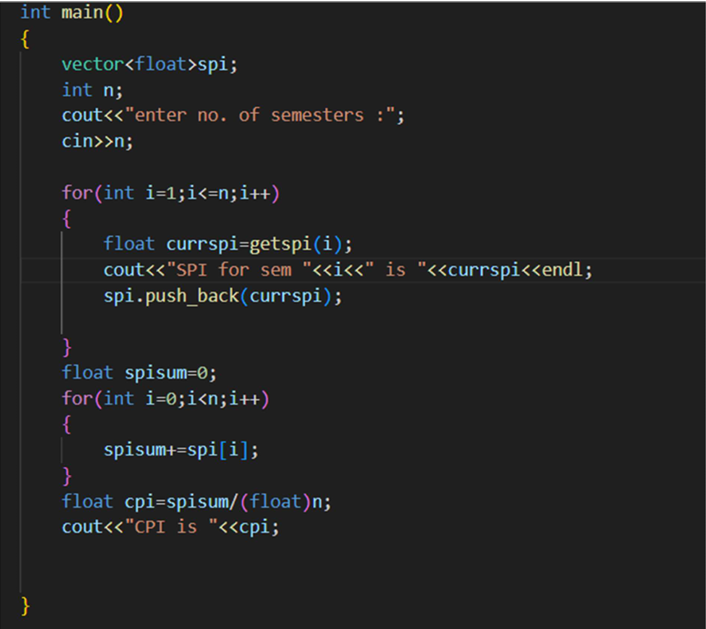 int main()
{
    vector<float>spi;
    int n;
    cout<<"enter no. of semesters :";
    cin>>n;

    for(int i=1;i<=n;i++)
    {
        float currspi=getspi(i);
        cout<<"SPI for sem "<<i<<" is "<<currspi<<endl;
        spi.push_back(currspi);

    }
    float spisum=0;
    for(int i=0;i<n;i++)
    {
        spisum+=spi[i];
    }
    float cpi=spisum/(float)n;
    cout<<"CPI is "<<cpi;


}